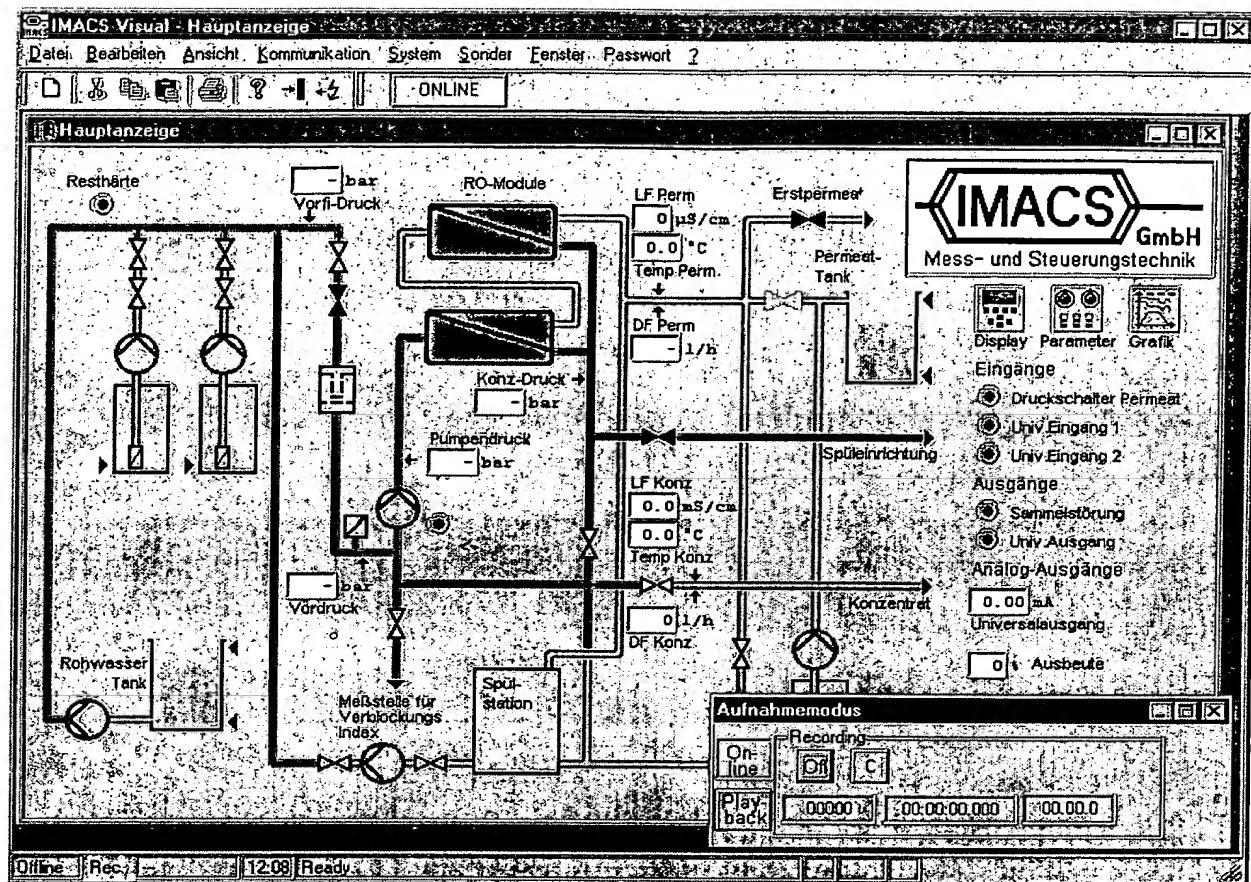 IMACS Visual - Hauptanzeige
Datei Bearbeiten Ansicht Kommunikation System Sonder Fenster Passwort ?
ONLINE
Hauptanzeige
Resthärte
- bar
Vorfi-Druck
RO-Module
LF Perm
0 µS/cm
0.0 °C
Temp Perm.
Erstpermeat
Permeat-
Tank
IMACS
GmbH
Mess- und Steuerungstechnik
DF Perm
- l/h
Display Parameter Grafik
Eingänge
Druckschalter Permeat
Univ.Eingang 1
Univ.Eingang 2
Konz-Druck
- bar
Pumpendruck
- bar
Spüleinrichtung
Ausgänge
Sammelstörung
Univ.Ausgang
LF Konz
0.0 mS/cm
0.0 °C
Temp Konz
Analog-Ausgänge
0.00 mA
Universalausgang
- bar
Vordruck
Konzentrat
0 l/h
DF Konz
0 % Ausbeute
Rohwasser
Tank
Meßstelle für
Verblockungs
Index
Spül-
station
Aufnahmemodus
On-
line
Recording
Off C
Play-
back
00000 00:00:00.000 00.00.0
Offline Rec. 12:08 Ready